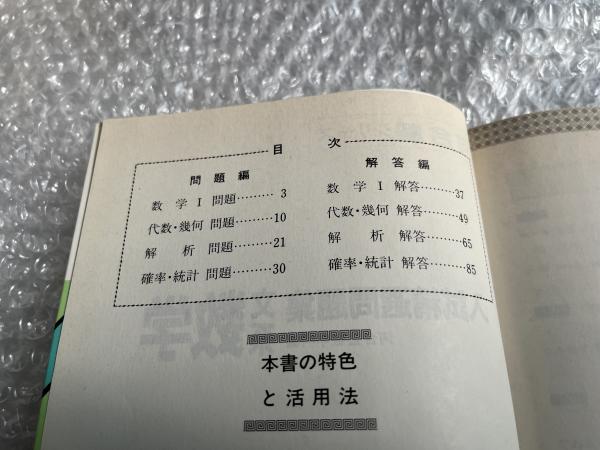 目 次
問題編
数学Ⅰ 問題………3
代数・幾何 問題………10
解析 問題………21
確率・統計 問題………30
解答編
数学Ⅰ 解答………37
代数・幾何 解答………49
解析 解答………65
確率・統計 解答………85
本書の特色
と活用法